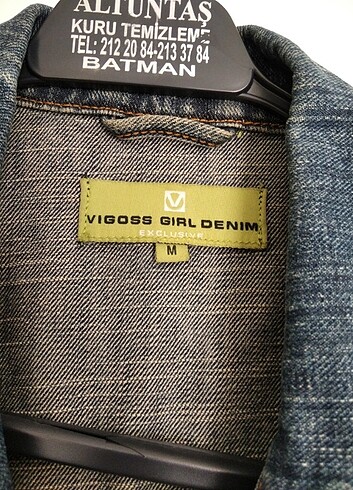 ALTUNTAŞ
KURU TEMİZLEME
TEL: 212 20 84-213 37 84
BATMAN
V
VIGOSS GIRL DENIM
EXCLUSIVE
M